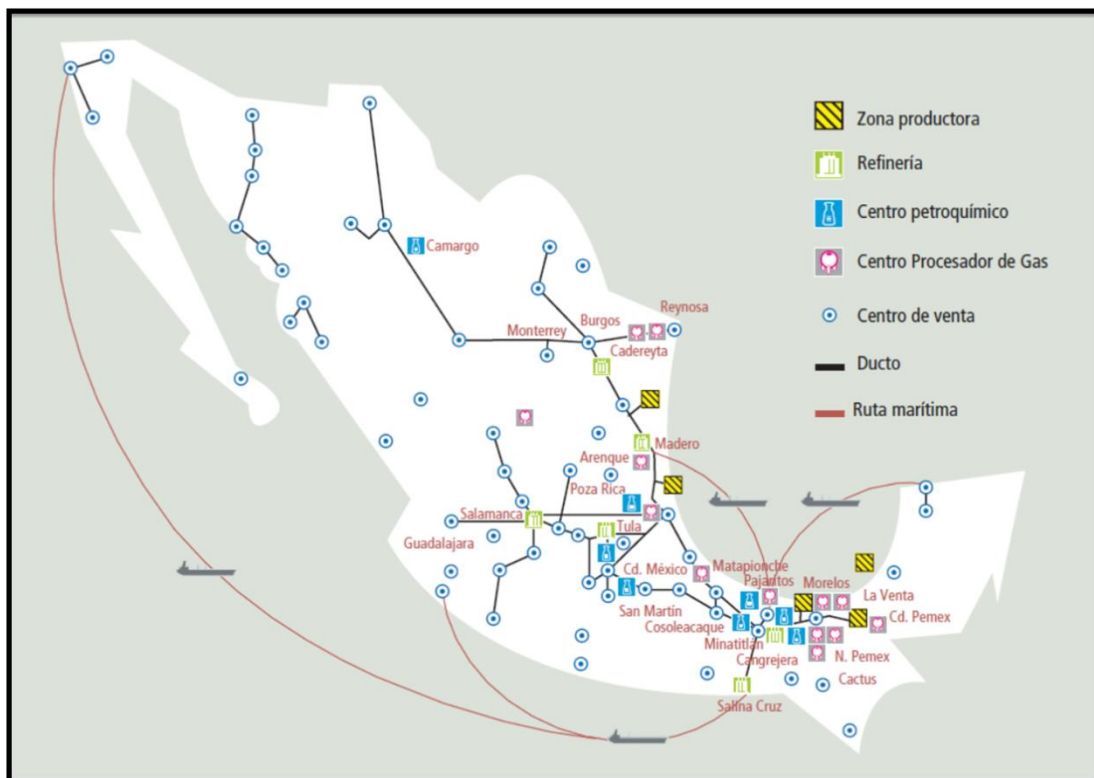 Zona productora
Refinería
Centro petroquímico
Centro Procesador de Gas
Centro de venta
Ducto
Ruta marítima
Camargo
Reynosa
Burgos
Monterrey
Cadereyta
Madero
Arenque
Poza Rica
Salamanca
Tula
Guadalajara
Cd. México
Matapionche
Pajantos
Morelos
La Venta
San Martín
Cd. Pemex
Cosoleacaque
Minatitlán
Cangrejera
N. Pemex
Cactus
Salina Cruz